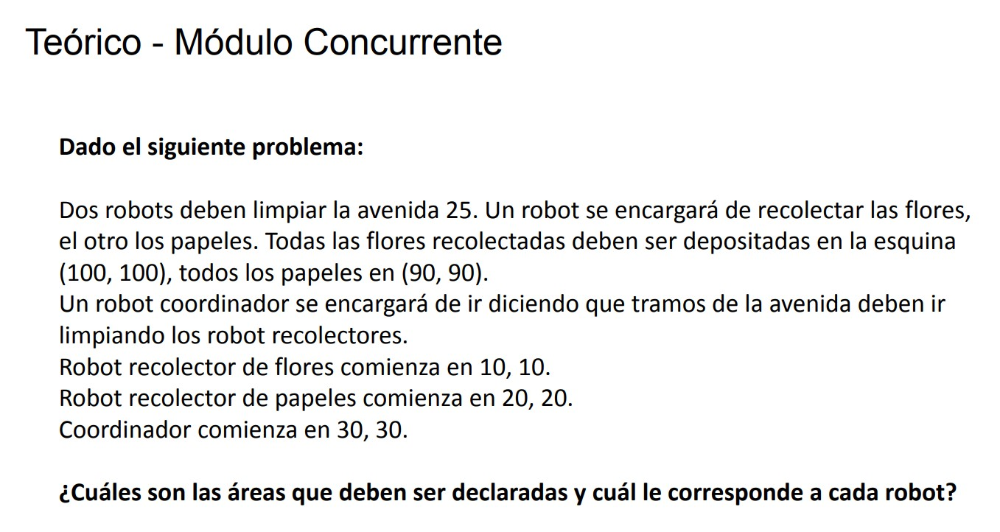 Teórico - Módulo Concurrente
Dado el siguiente problema:
Dos robots deben limpiar la avenida 25. Un robot se encargará de recolectar las flores,
el otro los papeles. Todas las flores recolectadas deben ser depositadas en la esquina
(100, 100), todos los papeles en (90, 90).
Un robot coordinador se encargará de ir diciendo que tramos de la avenida deben ir
limpiando los robot recolectores.
Robot recolector de flores comienza en 10, 10.
Robot recolector de papeles comienza en 20, 20.
Coordinador comienza en 30, 30.
¿Cuáles son las áreas que deben ser declaradas y cuál le corresponde a cada robot?